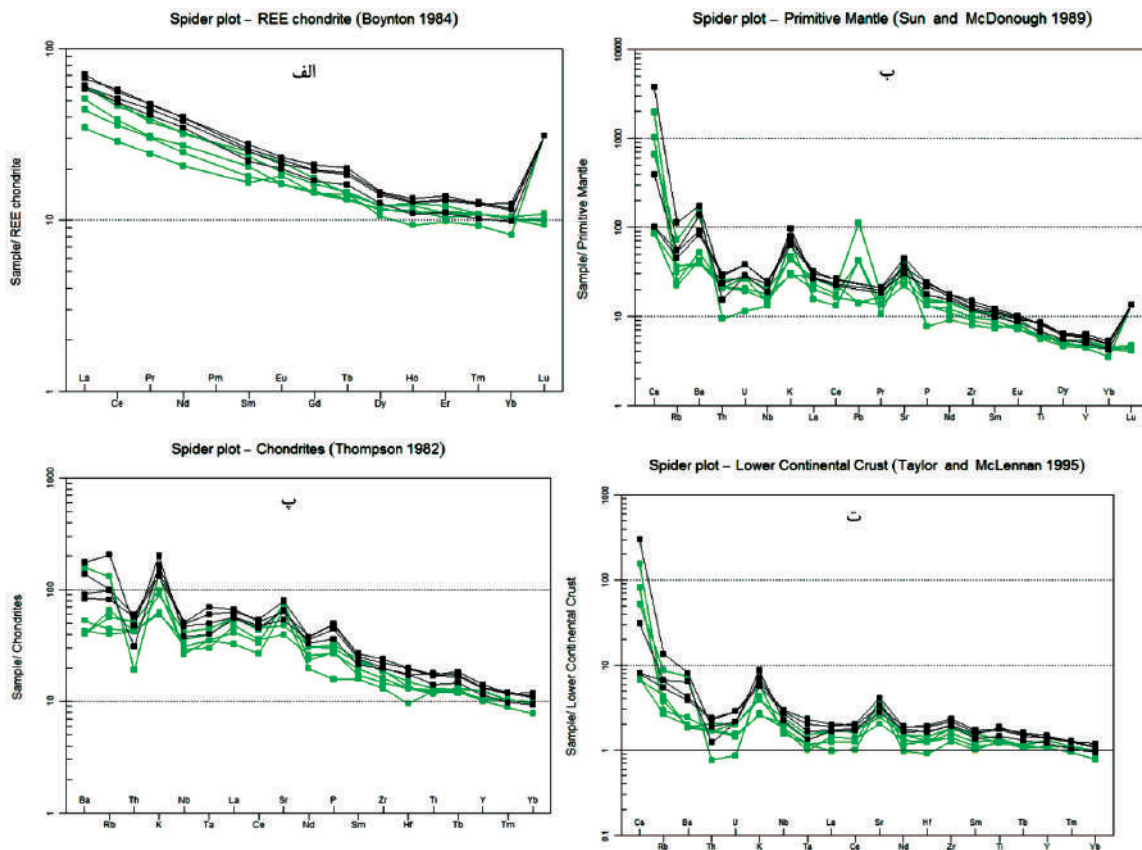 Spider plot – REE chondrite (Boynton 1984)
الف
Sample/ REE chondrite
100
10
1
La Pr Pm Eu Tb Ho Tm Lu
Ce Nd Sm Gd Dy Er Yb
Spider plot – Primitive Mantle (Sun and McDonough 1989)
ب
Sample/ Primitive Mantle
10000
1000
100
10
1
Cs Ba U K Ce Pr P Zr Eu Dy Yb
Rb Th Nb La Pb Sr Nd Sm Ti Y Lu
Spider plot – Chondrites (Thompson 1982)
پ
Sample/ Chondrites
1000
100
10
1
Ba Th Nb La Sr P Zr Ti Y Yb
Rb K Ta Ce Nd Sm Hf Tb Tm
Spider plot – Lower Continental Crust (Taylor and McLennan 1995)
ت
Sample/ Lower Continental Crust
1000
100
10
1
0.1
Cs Ba U Nb La Sr Hf Sm Tb Tm
Rb Th K Ta Ce Nd Zr Ti Y Yb